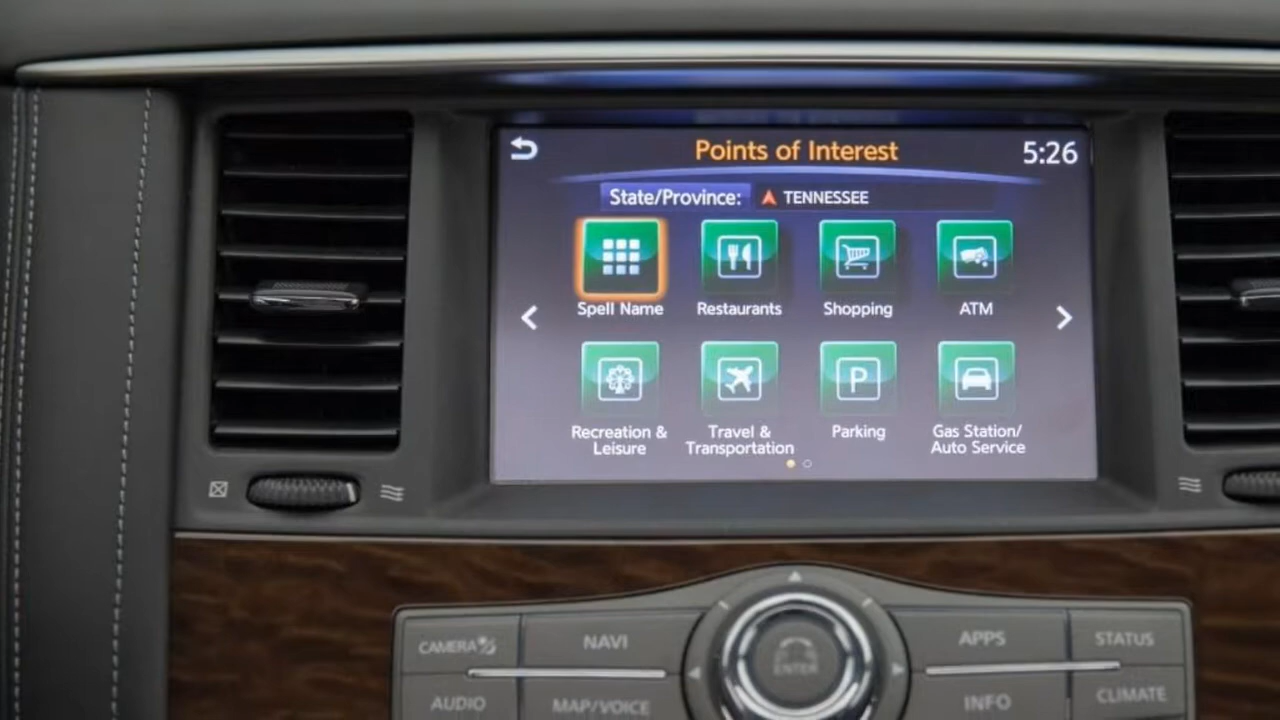 Points of Interest
5:26
State/Province: TENNESSEE
Spell Name
Restaurants
Shopping
ATM
Recreation &
Leisure
Travel &
Transportation
P
Parking
Gas Station/
Auto Service
CAMERA
NAVI
APPS
STATUS
ENTER
AUDIO
MAP/VOICE
INFO
CLIMATE